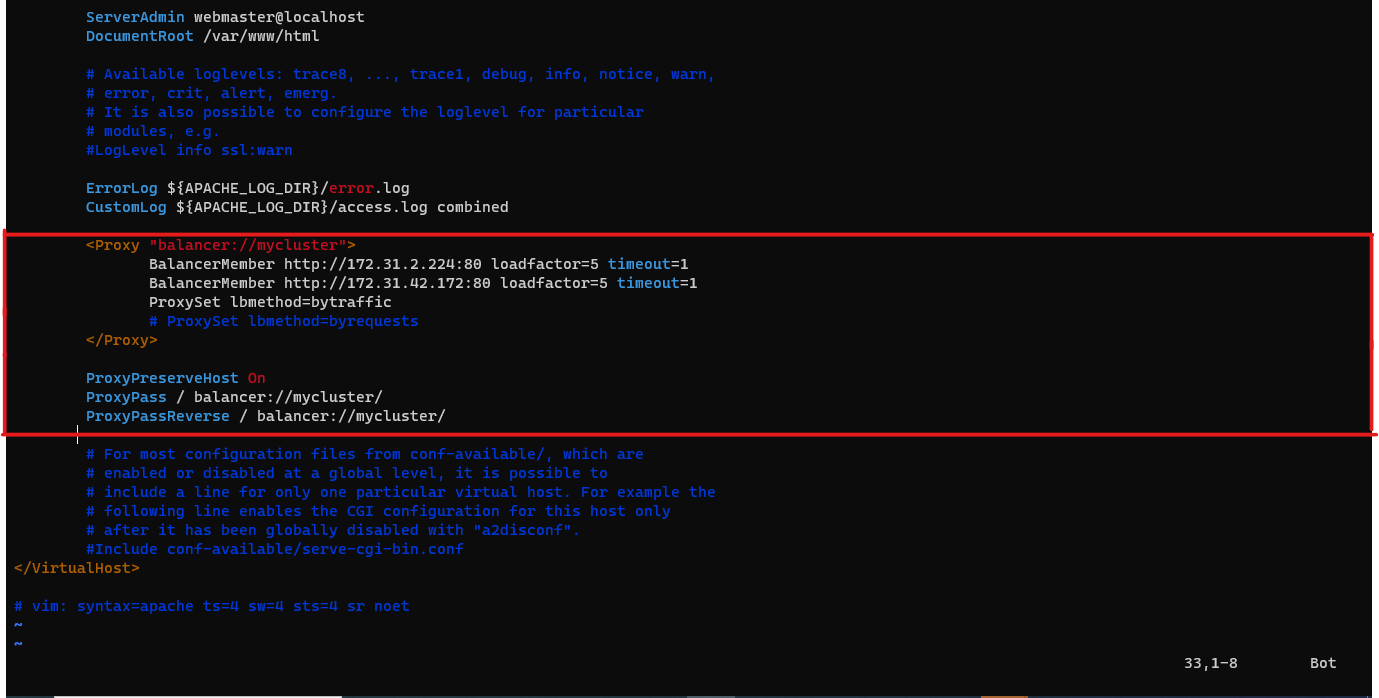 ServerAdmin webmaster@localhost
DocumentRoot /var/www/html
# Available loglevels: trace8, ..., trace1, debug, info, notice, warn,
# error, crit, alert, emerg.
# It is also possible to configure the loglevel for particular
# modules, e.g.
#LogLevel info ssl:warn
ErrorLog ${APACHE_LOG_DIR}/error.log
CustomLog ${APACHE_LOG_DIR}/access.log combined
<Proxy "balancer://mycluster">
BalancerMember http://172.31.2.224:80 loadfactor=5 timeout=1
BalancerMember http://172.31.42.172:80 loadfactor=5 timeout=1
ProxySet lbmethod=bytraffic
# ProxySet lbmethod=byrequests
</Proxy>
ProxyPreserveHost On
ProxyPass / balancer://mycluster/
ProxyPassReverse / balancer://mycluster/
# For most configuration files from conf-available/, which are
# enabled or disabled at a global level, it is possible to
# include a line for only one particular virtual host. For example the
# following line enables the CGI configuration for this host only
# after it has been globally disabled with "a2disconf".
#Include conf-available/serve-cgi-bin.conf
</VirtualHost>
# vim: syntax=apache ts=4 sw=4 sts=4 sr noet
~
~
33,1-8 Bot